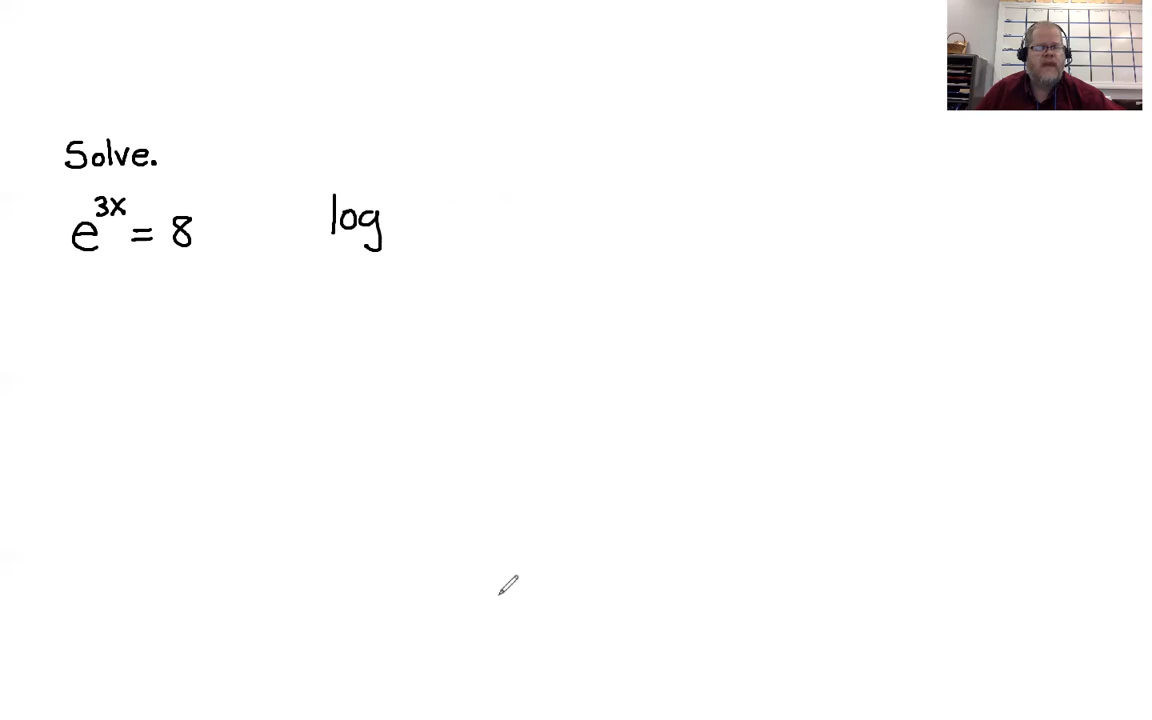 Solve.
e^{3x} = 8
log